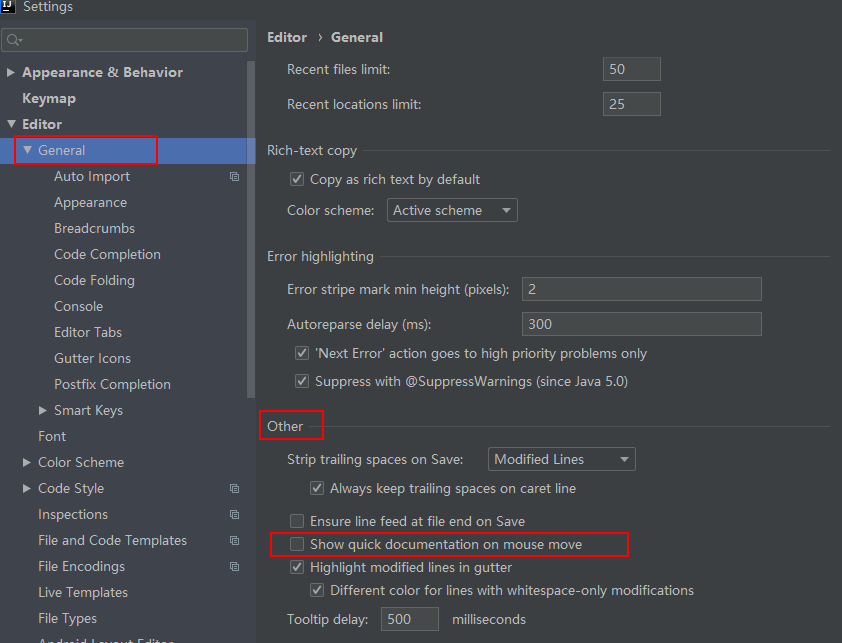 IJ Settings
Appearance & Behavior
Keymap
Editor
General
Auto Import
Appearance
Breadcrumbs
Code Completion
Code Folding
Console
Editor Tabs
Gutter Icons
Postfix Completion
Smart Keys
Font
Color Scheme
Code Style
Inspections
File and Code Templates
File Encodings
Live Templates
File Types
Android Layout Editor
Editor › General
Recent files limit: 50
Recent locations limit: 25
Rich-text copy
Copy as rich text by default
Color scheme: Active scheme
Error highlighting
Error stripe mark min height (pixels): 2
Autoreparse delay (ms): 300
'Next Error' action goes to high priority problems only
Suppress with @SuppressWarnings (since Java 5.0)
Other
Strip trailing spaces on Save: Modified Lines
Always keep trailing spaces on caret line
Ensure line feed at file end on Save
Show quick documentation on mouse move
Highlight modified lines in gutter
Different color for lines with whitespace-only modifications
Tooltip delay: 500 milliseconds